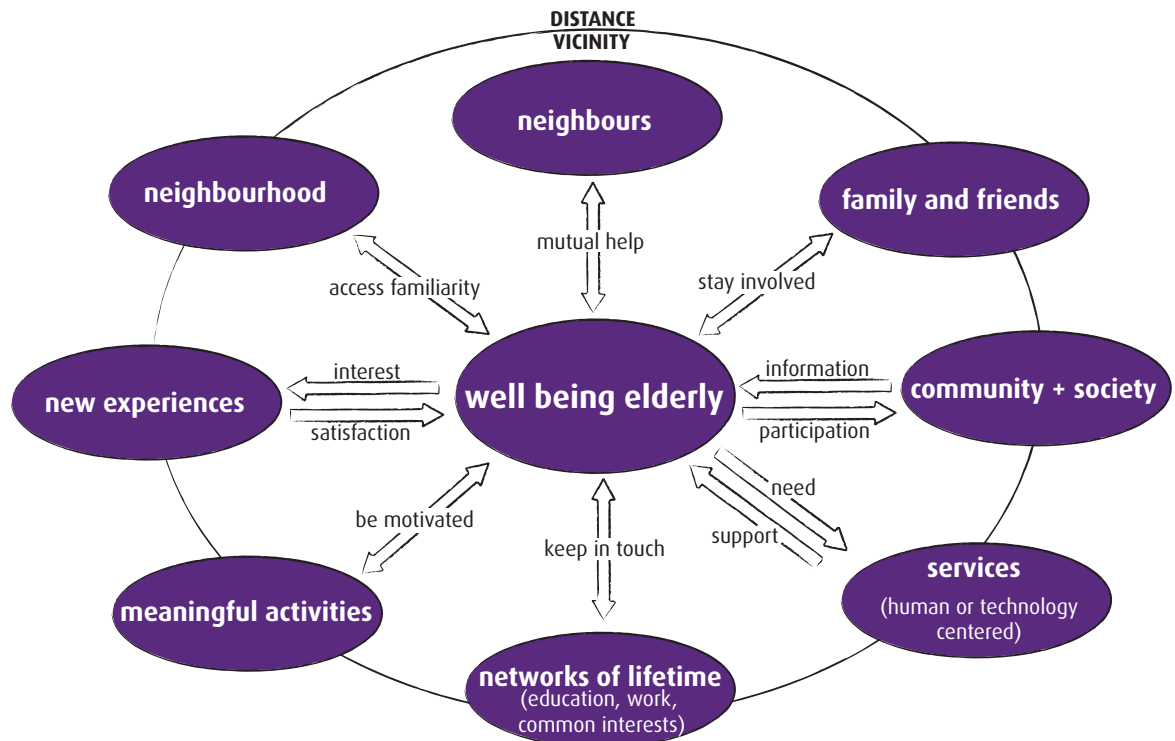 DISTANCE
VICINITY
neighbours
neighbourhood
family and friends
mutual help
access familiarity
stay involved
interest
information
new experiences
well being elderly
community + society
satisfaction
participation
need
be motivated
support
keep in touch
services
(human or technology
centered)
meaningful activities
networks of lifetime
(education, work,
common interests)